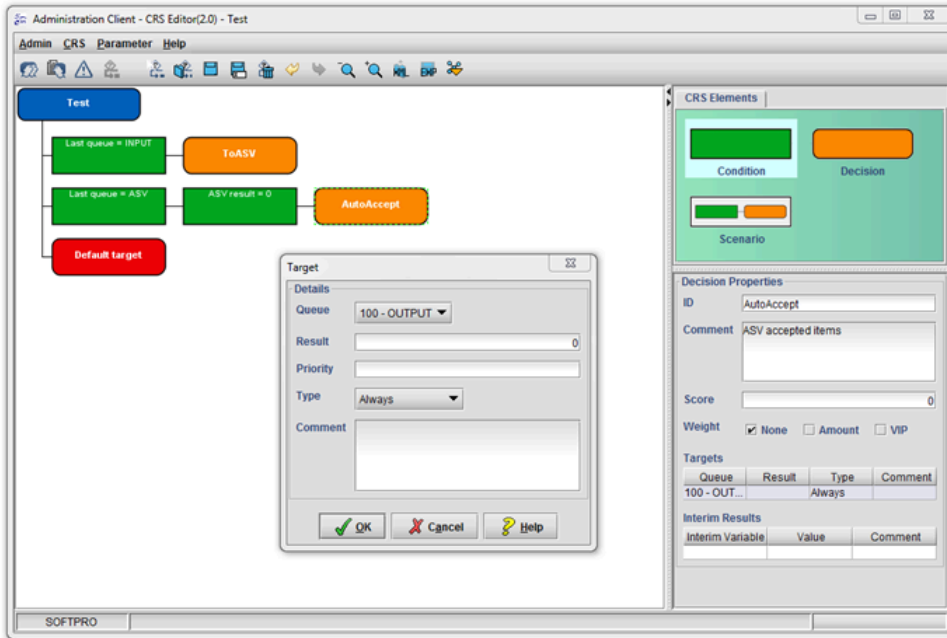 Administration Client - CRS Editor(2.0) - Test
Admin CRS Parameter Help
XML EMP
Test
Last queue = INPUT
ToASV
Last queue = ASV
ASV result = 0
AutoAccept
Default target
Target
Details
Queue
100 - OUTPUT
Result
0
Priority
Type
Always
Comment
OK
Cancel
Help
CRS Elements
Condition
Decision
Scenario
Decision Properties
ID
AutoAccept
Comment
ASV accepted items
Score
0
Weight
None Amount VIP
Targets
Queue Result Type Comment
100 - OUT... Always
Interim Results
Interim Variable Value Comment
SOFTPRO